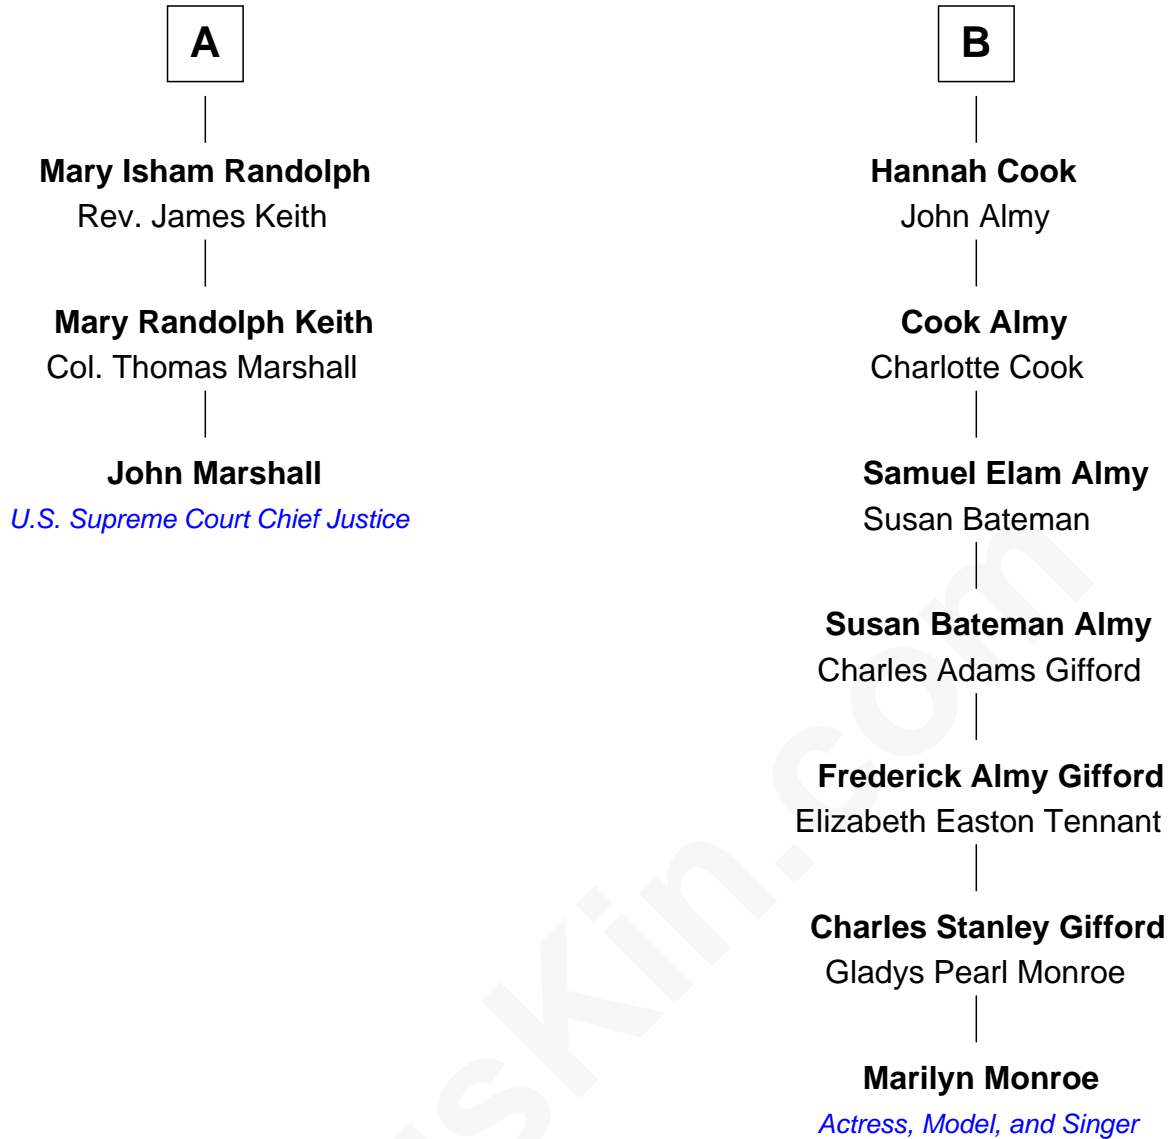 A
Mary Isham Randolph
Rev. James Keith
Mary Randolph Keith
Col. Thomas Marshall
John Marshall
U.S. Supreme Court Chief Justice
B
Hannah Cook
John Almy
Cook Almy
Charlotte Cook
Samuel Elam Almy
Susan Bateman
Susan Bateman Almy
Charles Adams Gifford
Frederick Almy Gifford
Elizabeth Easton Tennant
Charles Stanley Gifford
Gladys Pearl Monroe
Marilyn Monroe
Actress, Model, and Singer
usKin.com